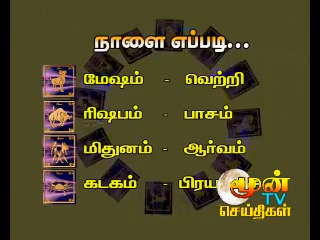 நாளை எப்படி...
மேஷம் - வெற்றி
ரிஷபம் - பாசம்
மிதுனம் - ஆர்வம்
கடகம் -
மூன்
TV
செய்திகள்